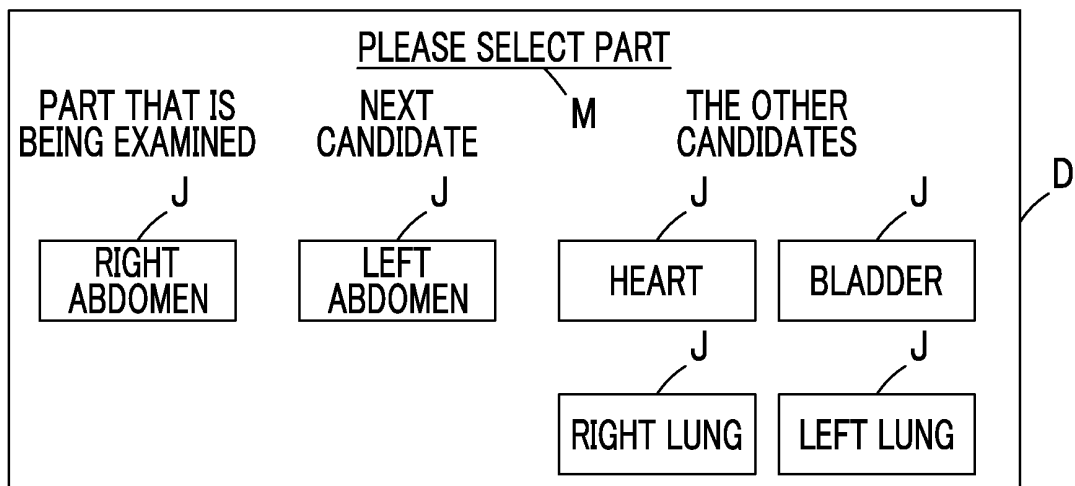 PLEASE SELECT PART
M
PART THAT IS
BEING EXAMINED
NEXT
CANDIDATE
THE OTHER
CANDIDATES
D
J
J
J
J
RIGHT
ABDOMEN
LEFT
ABDOMEN
HEART
BLADDER
J
J
RIGHT LUNG
LEFT LUNG